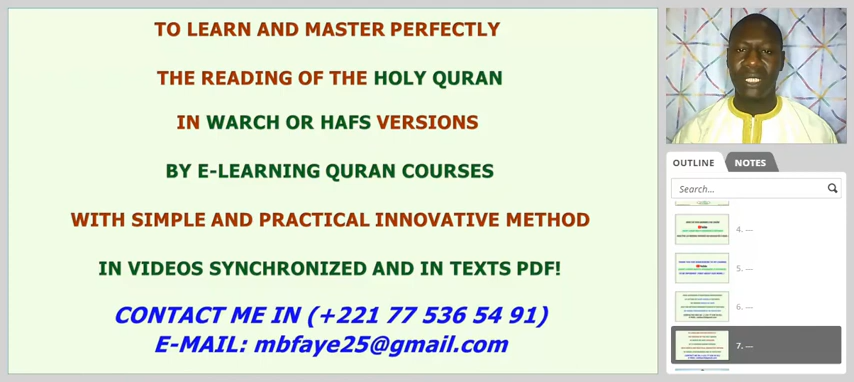 TO LEARN AND MASTER PERFECTLY
THE READING OF THE HOLY QURAN
IN WARCH OR HAFS VERSIONS
BY E-LEARNING QURAN COURSES
WITH SIMPLE AND PRACTICAL INNOVATIVE METHOD
IN VIDEOS SYNCHRONIZED AND IN TEXTS PDF!
CONTACT ME IN (+221 77 536 54 91)
E-MAIL: mbfaye25@gmail.com
OUTLINE
NOTES
Search...
4. —
5. —
6. —
7. —